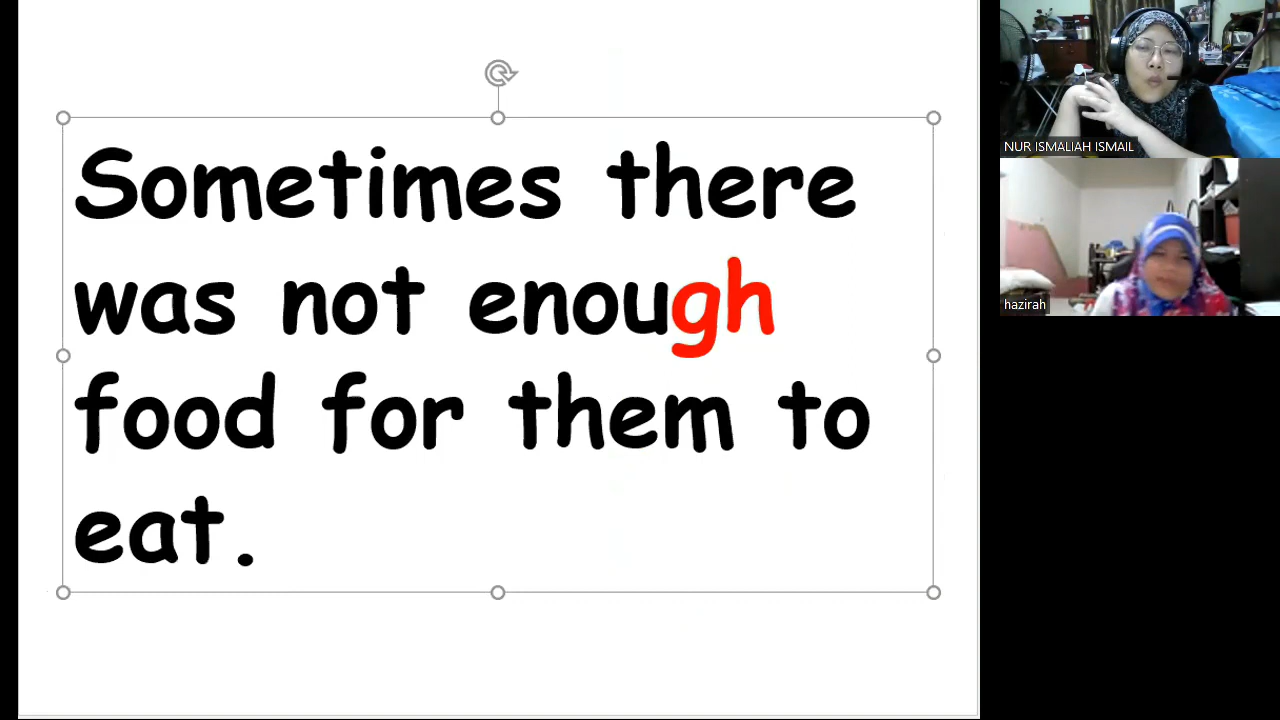 Sometimes there
was not enough
food for them to
eat.
NUR ISMALIAH ISMAIL
hazirah